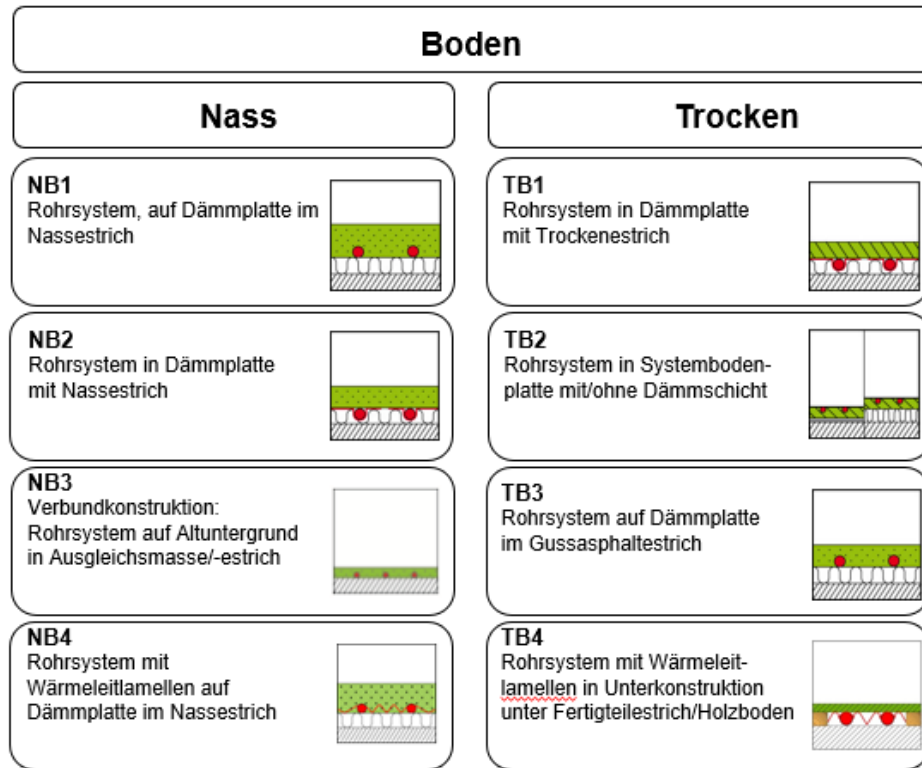 Boden
Nass
NB1
Rohrsystem, auf Dämmplatte im
Nassestrich
NB2
Rohrsystem in Dämmplatte
mit Nassestrich
NB3
Verbundkonstruktion:
Rohrsystem auf Altuntergrund
in Ausgleichsmasse/-estrich
NB4
Rohrsystem mit
Wärmeleitlamellen auf
Dämmplatte im Nassestrich
Trocken
TB1
Rohrsystem in Dämmplatte
mit Trockenestrich
TB2
Rohrsystem in Systemboden-
platte mit/ohne Dämmschicht
TB3
Rohrsystem auf Dämmplatte
im Gussasphaltestrich
TB4
Rohrsystem mit Wärmeleit-
lamellen in Unterkonstruktion
unter Fertigteilestrich/Holzboden